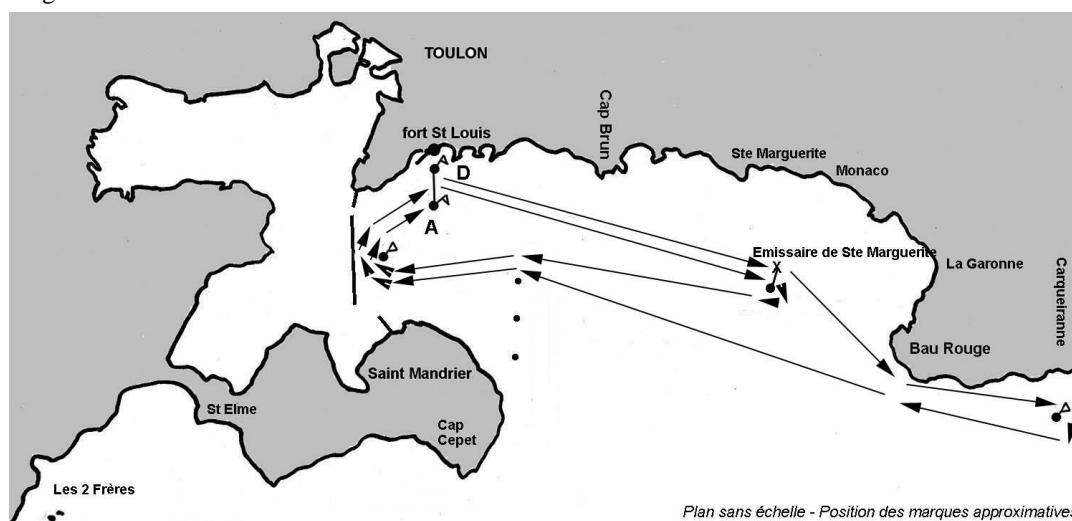 TOULON
fort St Louis
Cap Brun
Ste Marguerite
Monaco
D
A
Emissaire de Ste Marguerite
X
La Garonne
Carqueiranne
Bau Rouge
Saint Mandrier
St Elme
Cap
Cepet
Les 2 Frères
Plan sans échelle - Position des marques approximatives